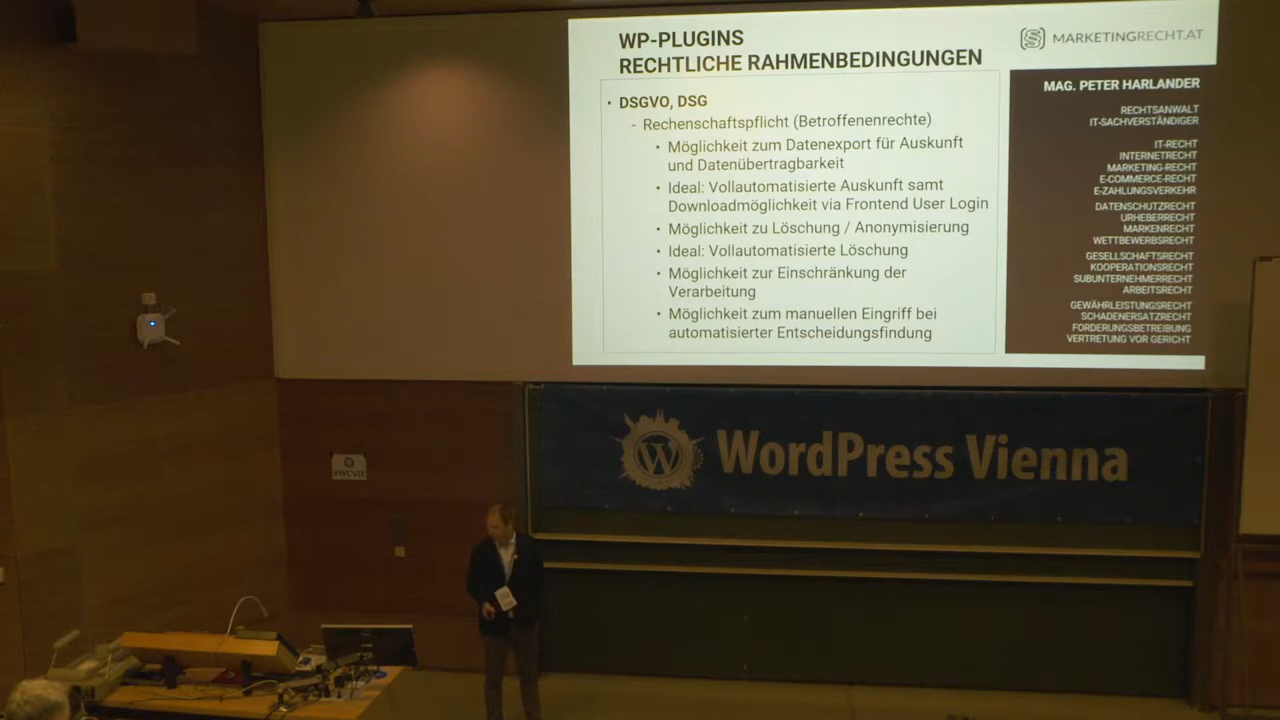 WP-PLUGINS
RECHTLICHE RAHMENBEDINGUNGEN
MARKETINGRECHT.AT
• DSGVO, DSG
- Rechenschaftspflicht (Betroffenenrechte)
• Möglichkeit zum Datenexport für Auskunft
und Datenübertragbarkeit
• Ideal: Vollautomatisierte Auskunft samt
Downloadmöglichkeit via Frontend User Login
• Möglichkeit zu Löschung / Anonymisierung
• Ideal: Vollautomatisierte Löschung
• Möglichkeit zur Einschränkung der
Verarbeitung
• Möglichkeit zum manuellen Eingriff bei
automatisierter Entscheidungsfindung
MAG. PETER HARLANDER
RECHTSANWALT
IT-SACHVERSTÄNDIGER
IT-RECHT
INTERNETRECHT
MARKETING-RECHT
E-COMMERCE-RECHT
E-ZAHLUNGSVERKEHR
DATENSCHUTZRECHT
URHEBERRECHT
MARKENRECHT
WETTBEWERBSRECHT
GESELLSCHAFTSRECHT
KOOPERATIONSRECHT
SUBUNTERNEHMERRECHT
ARBEITSRECHT
GEWÄHRLEISTUNGSRECHT
SCHADENERSATZRECHT
FORDERUNGSBETREIBUNG
VERTRETUNG VOR GERICHT
WordPress Vienna
#WCVIE